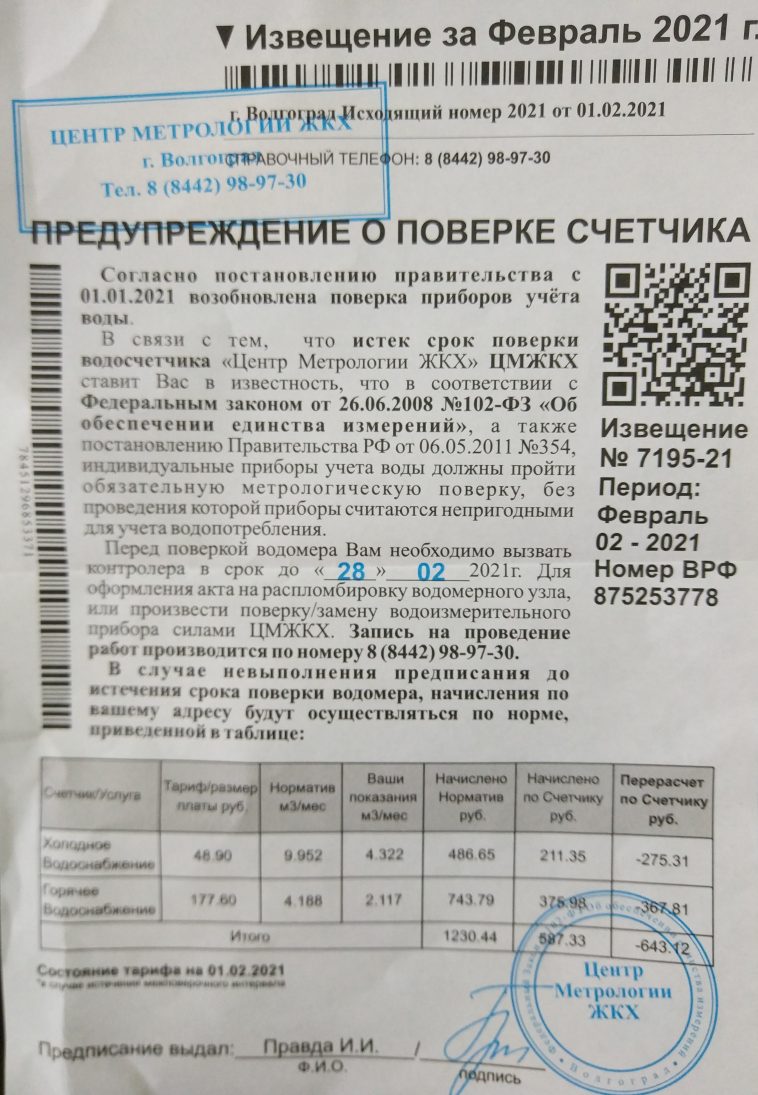 ▼ Извещение за Февраль 2021 г.
г. Волгоград Исходящий номер 2021 от 01.02.2021
ЦЕНТР МЕТРОЛОГИИ ЖКХ
г. Волгоград
Тел. 8 (8442) 98-97-30
СПРАВОЧНЫЙ ТЕЛЕФОН: 8 (8442) 98-97-30
ПРЕДУПРЕЖДЕНИЕ О ПОВЕРКЕ СЧЕТЧИКА
Согласно постановлению правительства с
01.01.2021 возобновлена поверка приборов учёта
воды.
В связи с тем, что истек срок поверки
водосчетчика «Центр Метрологии ЖКХ» ЦМЖКХ
ставит Вас в известность, что в соответствии с
Федеральным законом от 26.06.2008 №102-ФЗ «Об
обеспечении единства измерений», а также
постановлению Правительства РФ от 06.05.2011 №354,
индивидуальные приборы учета воды должны пройти
обязательную метрологическую поверку, без
проведения которой приборы считаются непригодными
для учета водопотребления.
Перед поверкой водомера Вам необходимо вызвать
контролера в срок до «28» 02 2021г. Для
оформления акта на распломбировку водомерного узла,
или произвести поверку/замену водоизмерительного
прибора силами ЦМЖКХ. Запись на проведение
работ производится по номеру 8 (8442) 98-97-30.
В случае невыполнения предписания до
истечения срока поверки водомера, начисления по
вашему адресу будут осуществляться по норме,
приведенной в таблице:
78451296853371
Извещение
№ 7195-21
Период:
Февраль
02 - 2021
Номер ВРФ
875253778
Счетчик/Услуга Тариф/размер платы руб. Норматив м3/мес Ваши показания м3/мес Начислено Норматив руб. Начислено по Счетчику руб. Перерасчет по Счетчику руб.
Холодное Водоснабжение 48.90 9.952 4.322 486.65 211.35 -275.31
Горячее Водоснабжение 177.60 4.188 2.117 743.79 375.98 -367.81
Итого 1230.44 587.33 -643.12
Состояние тарифа на 01.02.2021
*в случае истечения межповерочного интервала
Предписание выдал: Правда И.И. /
Ф.И.О.
подпись
Центр
Метрологии
ЖКХ
Волгоград